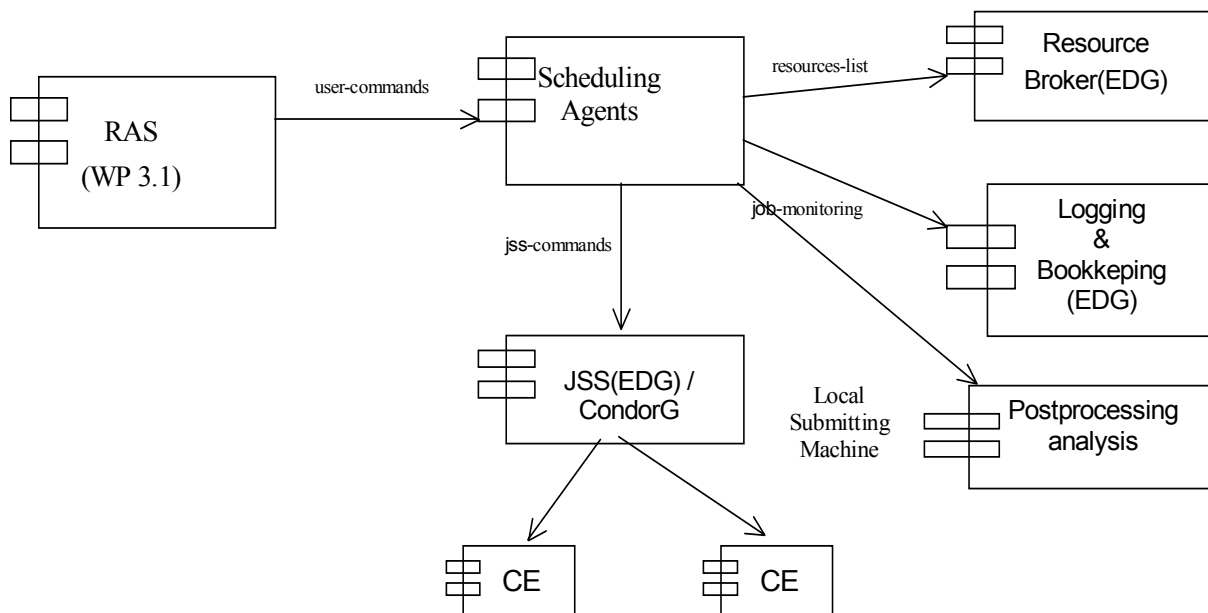 Resource
Broker(EDG)
resources-list
Scheduling
Agents
user-commands
RAS
(WP 3.1)
job-monitoring
Logging
&
Bookkeping
(EDG)
jss-commands
JSS(EDG) /
CondorG
Local
Submitting
Machine
Postprocessing
analysis
CE
CE